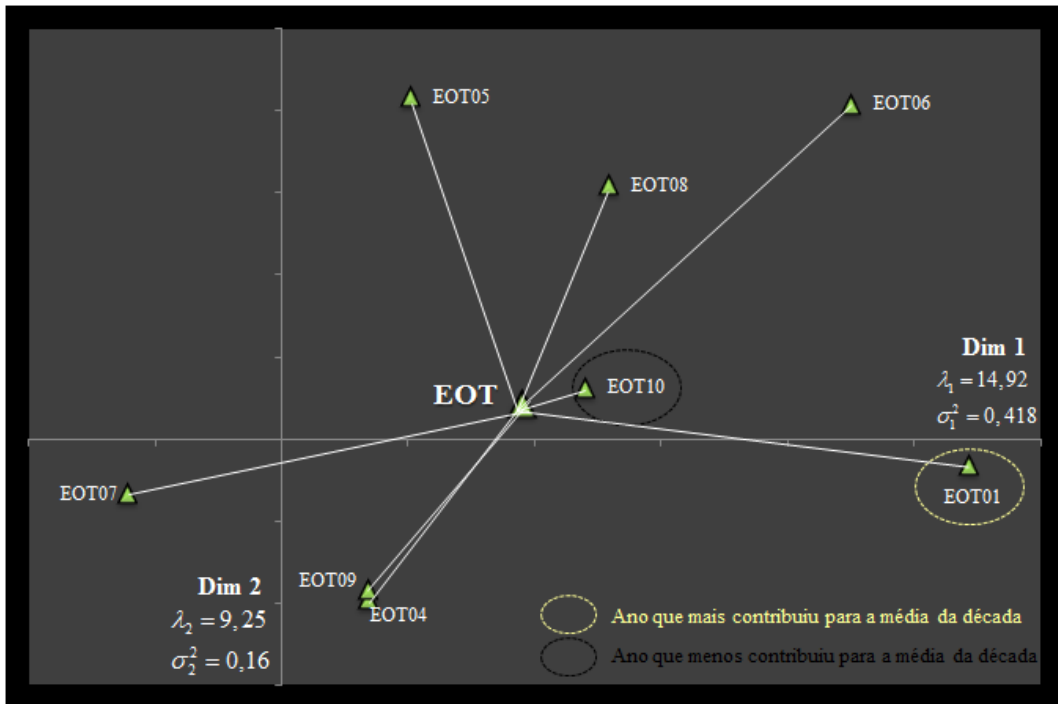 EOT05
EOT06
EOT08
Dim 1
λ₁ = 14,92
σ₁² = 0,418
EOT
EOT10
EOT07
EOT01
EOT09
EOT04
Dim 2
λ₂ = 9,25
σ₂² = 0,16
Ano que mais contribuiu para a média da década
Ano que menos contribuiu para a média da década